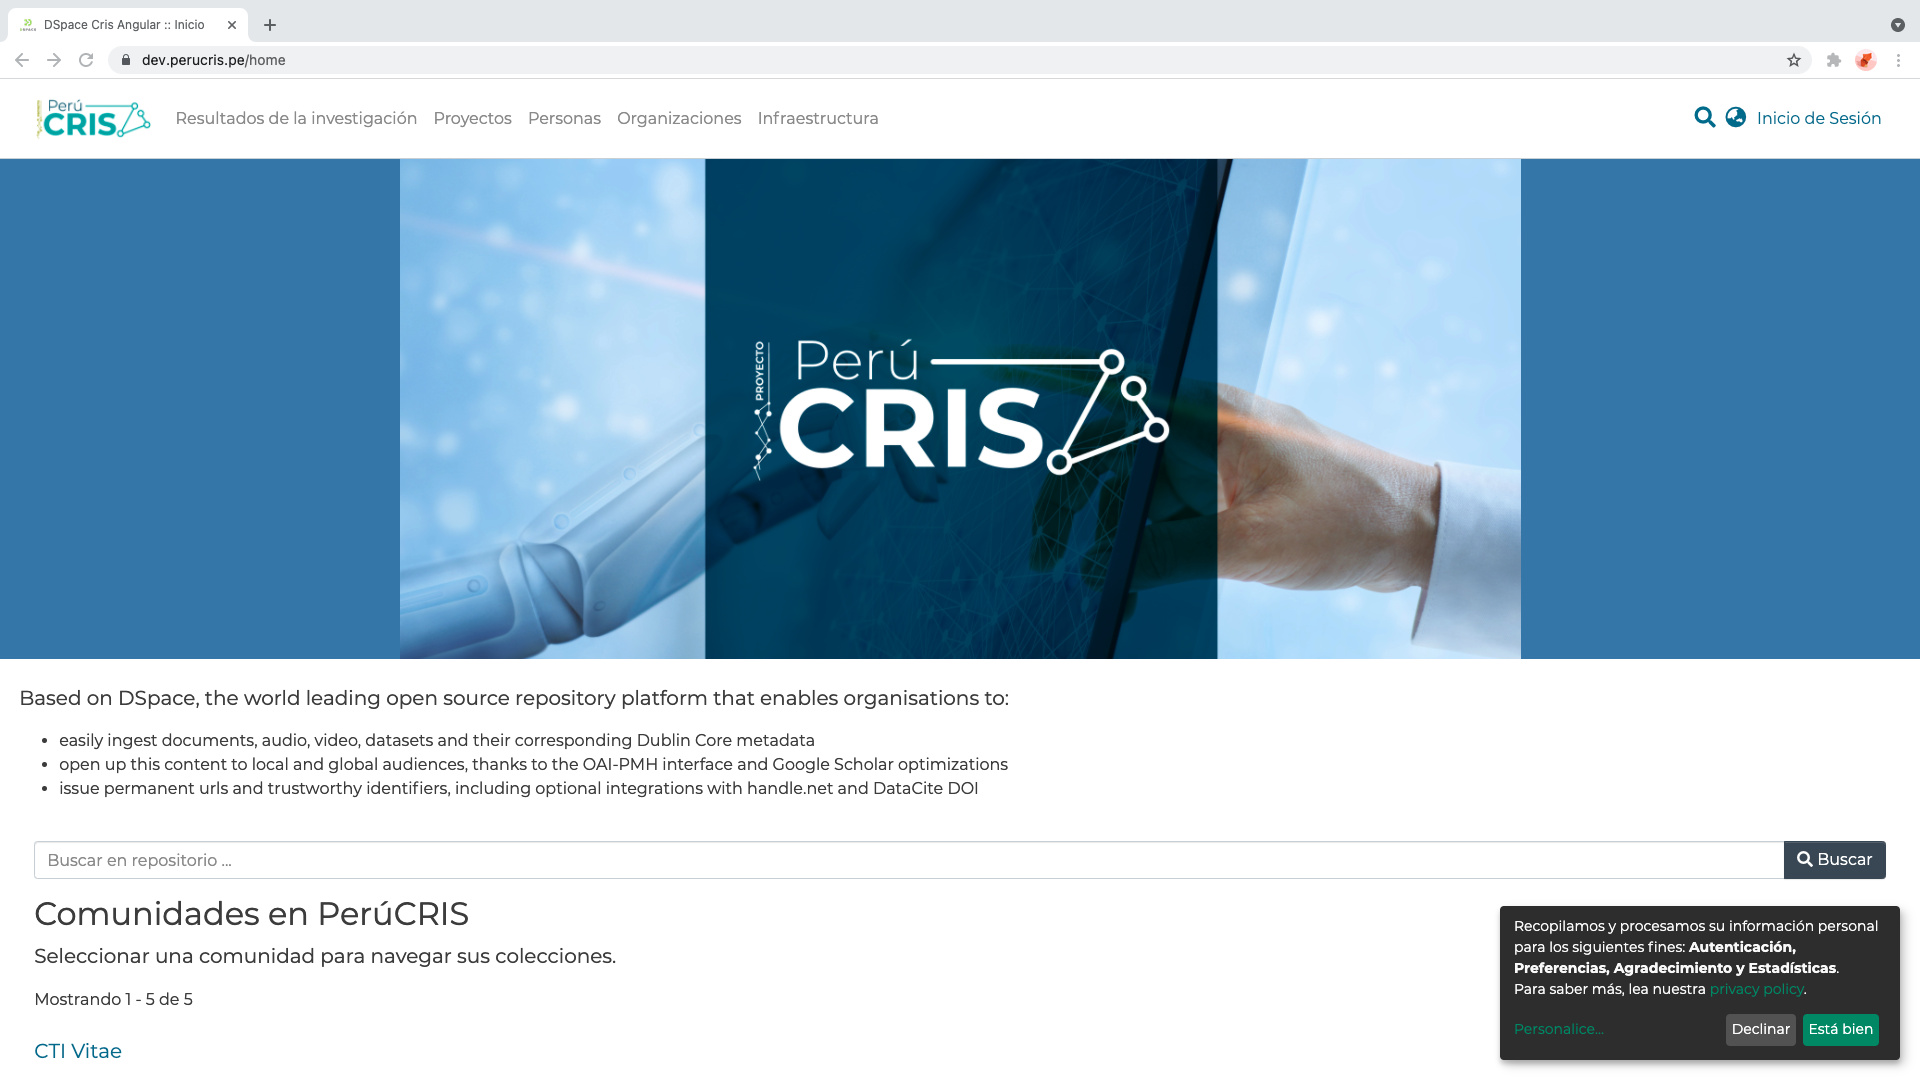 DSpace Cris Angular :: Inicio
dev.perucris.pe/home
Perú
CRIS
Resultados de la investigación
Proyectos
Personas
Organizaciones
Infraestructura
Inicio de Sesión
PROYECTO
Perú
CRIS
Based on DSpace, the world leading open source repository platform that enables organisations to:
• easily ingest documents, audio, video, datasets and their corresponding Dublin Core metadata
• open up this content to local and global audiences, thanks to the OAI-PMH interface and Google Scholar optimizations
• issue permanent urls and trustworthy identifiers, including optional integrations with handle.net and DataCite DOI
Buscar en repositorio ...
Buscar
Comunidades en PerúCRIS
Seleccionar una comunidad para navegar sus colecciones.
Mostrando 1 - 5 de 5
CTI Vitae
Recopilamos y procesamos su información personal
para los siguientes fines: Autenticación,
Preferencias, Agradecimiento y Estadísticas.
Para saber más, lea nuestra privacy policy.
Personalice...
Declinar
Está bien